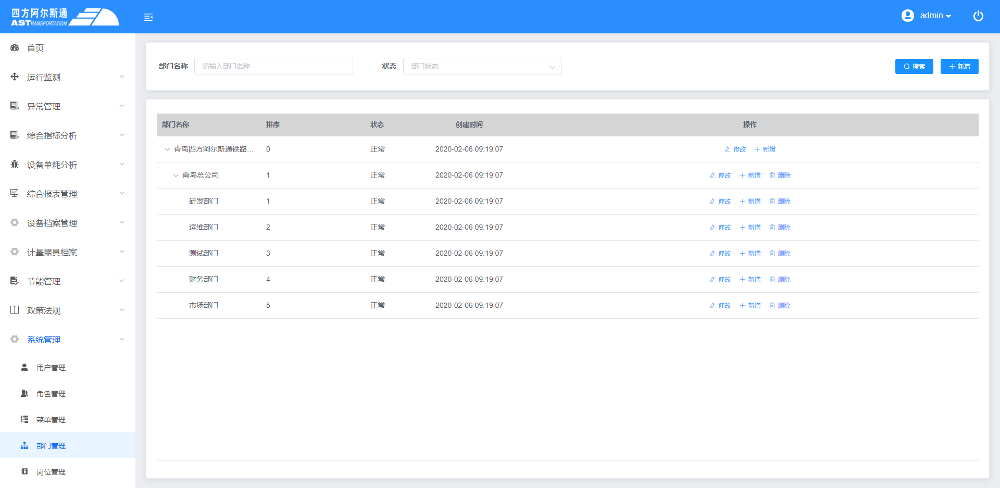 四方阿尔斯通
ASTRANSPORTATION
admin
首页
运行监测
异常管理
综合指标分析
设备单耗分析
综合报表管理
设备档案管理
计量器具档案
节能管理
政策法规
系统管理
用户管理
角色管理
菜单管理
部门管理
岗位管理
部门名称 请输入部门名称 状态 部门状态 搜索 新增
部门名称 排序 状态 创建时间 操作
青岛四方阿尔斯通铁路... 0 正常 2020-02-06 09:19:07 修改 新增
青岛总公司 1 正常 2020-02-06 09:19:07 修改 新增 删除
研发部门 1 正常 2020-02-06 09:19:07 修改 新增 删除
运维部门 2 正常 2020-02-06 09:19:07 修改 新增 删除
测试部门 3 正常 2020-02-06 09:19:07 修改 新增 删除
财务部门 4 正常 2020-02-06 09:19:07 修改 新增 删除
市场部门 5 正常 2020-02-06 09:19:07 修改 新增 删除